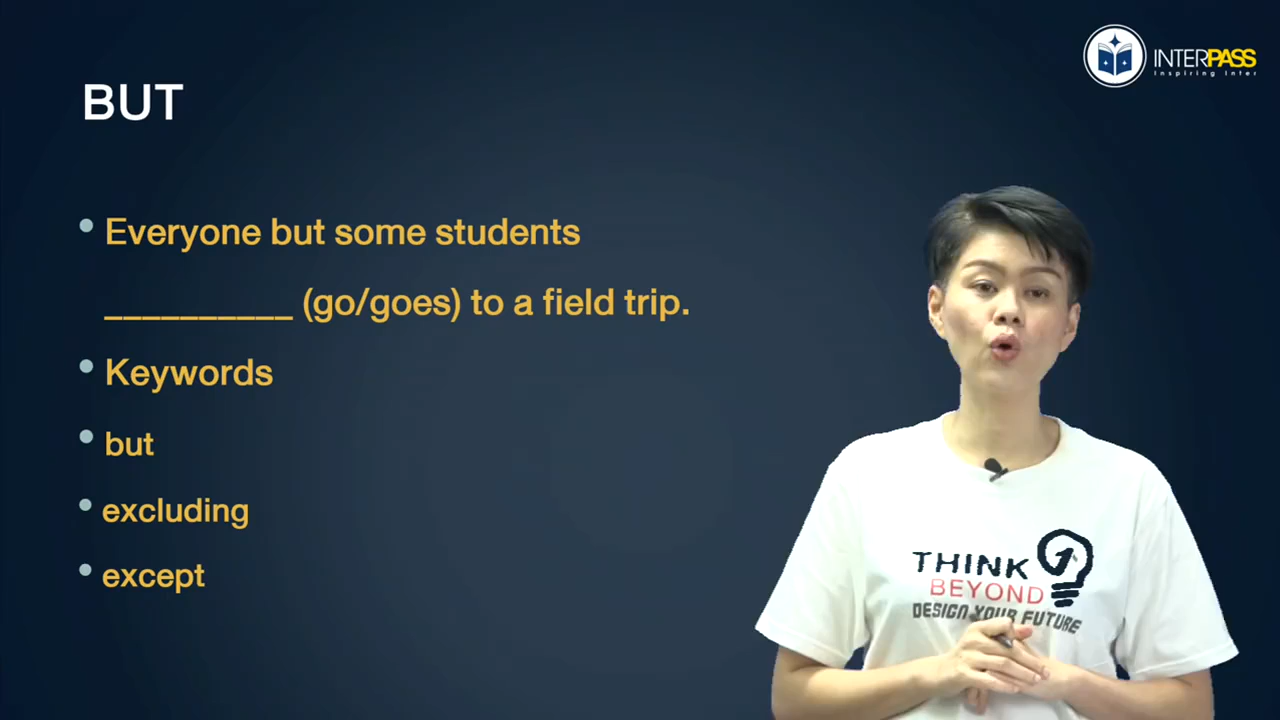 INTERPASS
Inspiring Inter
BUT
• Everyone but some students
__________ (go/goes) to a field trip.
• Keywords
• but
• excluding
• except
THINK
BEYOND
DESIGN YOUR FUTURE